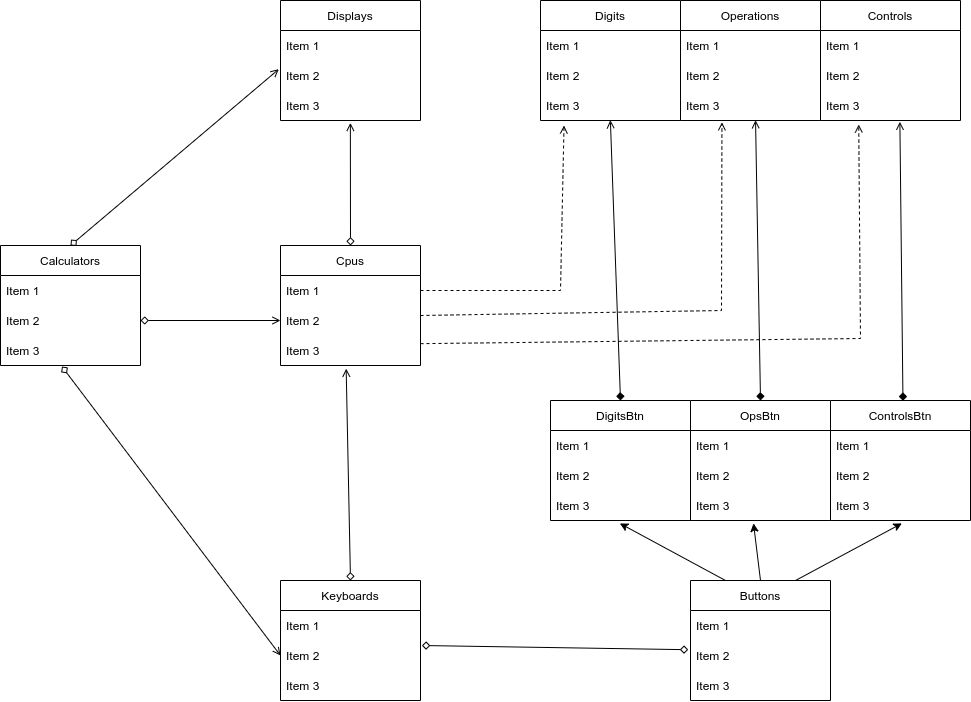 Displays
Item 1
Item 2
Item 3
Digits
Item 1
Item 2
Item 3
Operations
Item 1
Item 2
Item 3
Controls
Item 1
Item 2
Item 3
Calculators
Item 1
Item 2
Item 3
Cpus
Item 1
Item 2
Item 3
DigitsBtn
Item 1
Item 2
Item 3
OpsBtn
Item 1
Item 2
Item 3
ControlsBtn
Item 1
Item 2
Item 3
Keyboards
Item 1
Item 2
Item 3
Buttons
Item 1
Item 2
Item 3